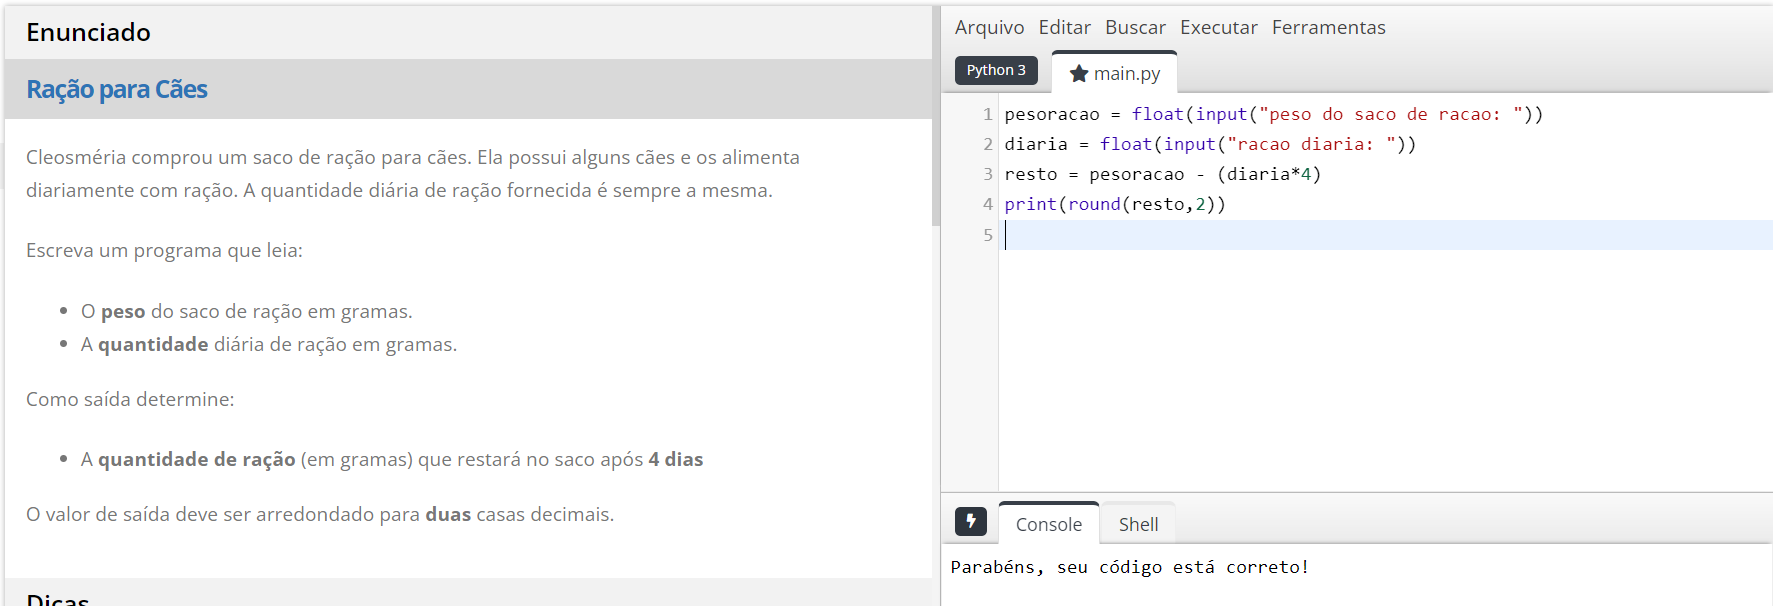 Enunciado
Ração para Cães
Cleosméria comprou um saco de ração para cães. Ela possui alguns cães e os alimenta
diariamente com ração. A quantidade diária de ração fornecida é sempre a mesma.
Escreva um programa que leia:
O peso do saco de ração em gramas.
A quantidade diária de ração em gramas.
Como saída determine:
A quantidade de ração (em gramas) que restará no saco após 4 dias
O valor de saída deve ser arredondado para duas casas decimais.
Dicas
Arquivo Editar Buscar Executar Ferramentas
Python 3 main.py
1 pesoracao = float(input("peso do saco de racao: "))
2 diaria = float(input("racao diaria: "))
3 resto = pesoracao - (diaria*4)
4 print(round(resto,2))
5
Console Shell
Parabéns, seu código está correto!